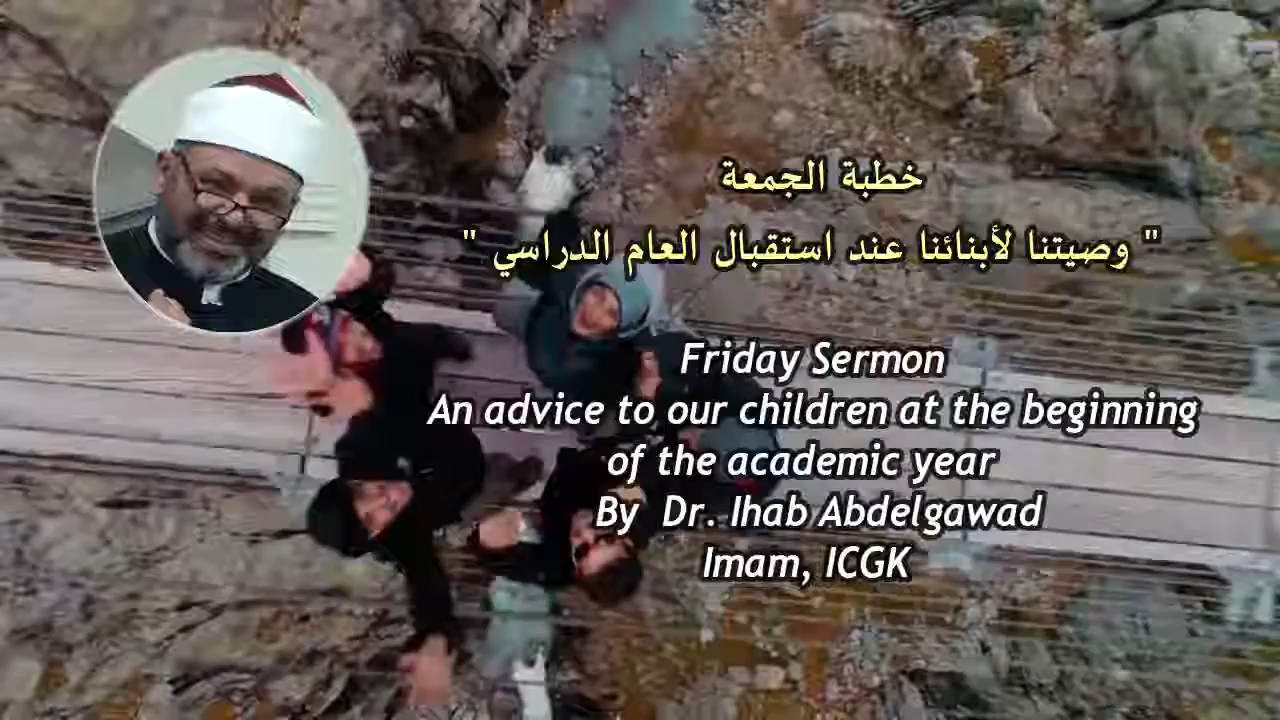 خطبة الجمعة
" وصيتنا لأبنائنا عند استقبال العام الدراسي "
Friday Sermon
An advice to our children at the beginning
of the academic year
By Dr. Ihab Abdelgawad
Imam, ICGK